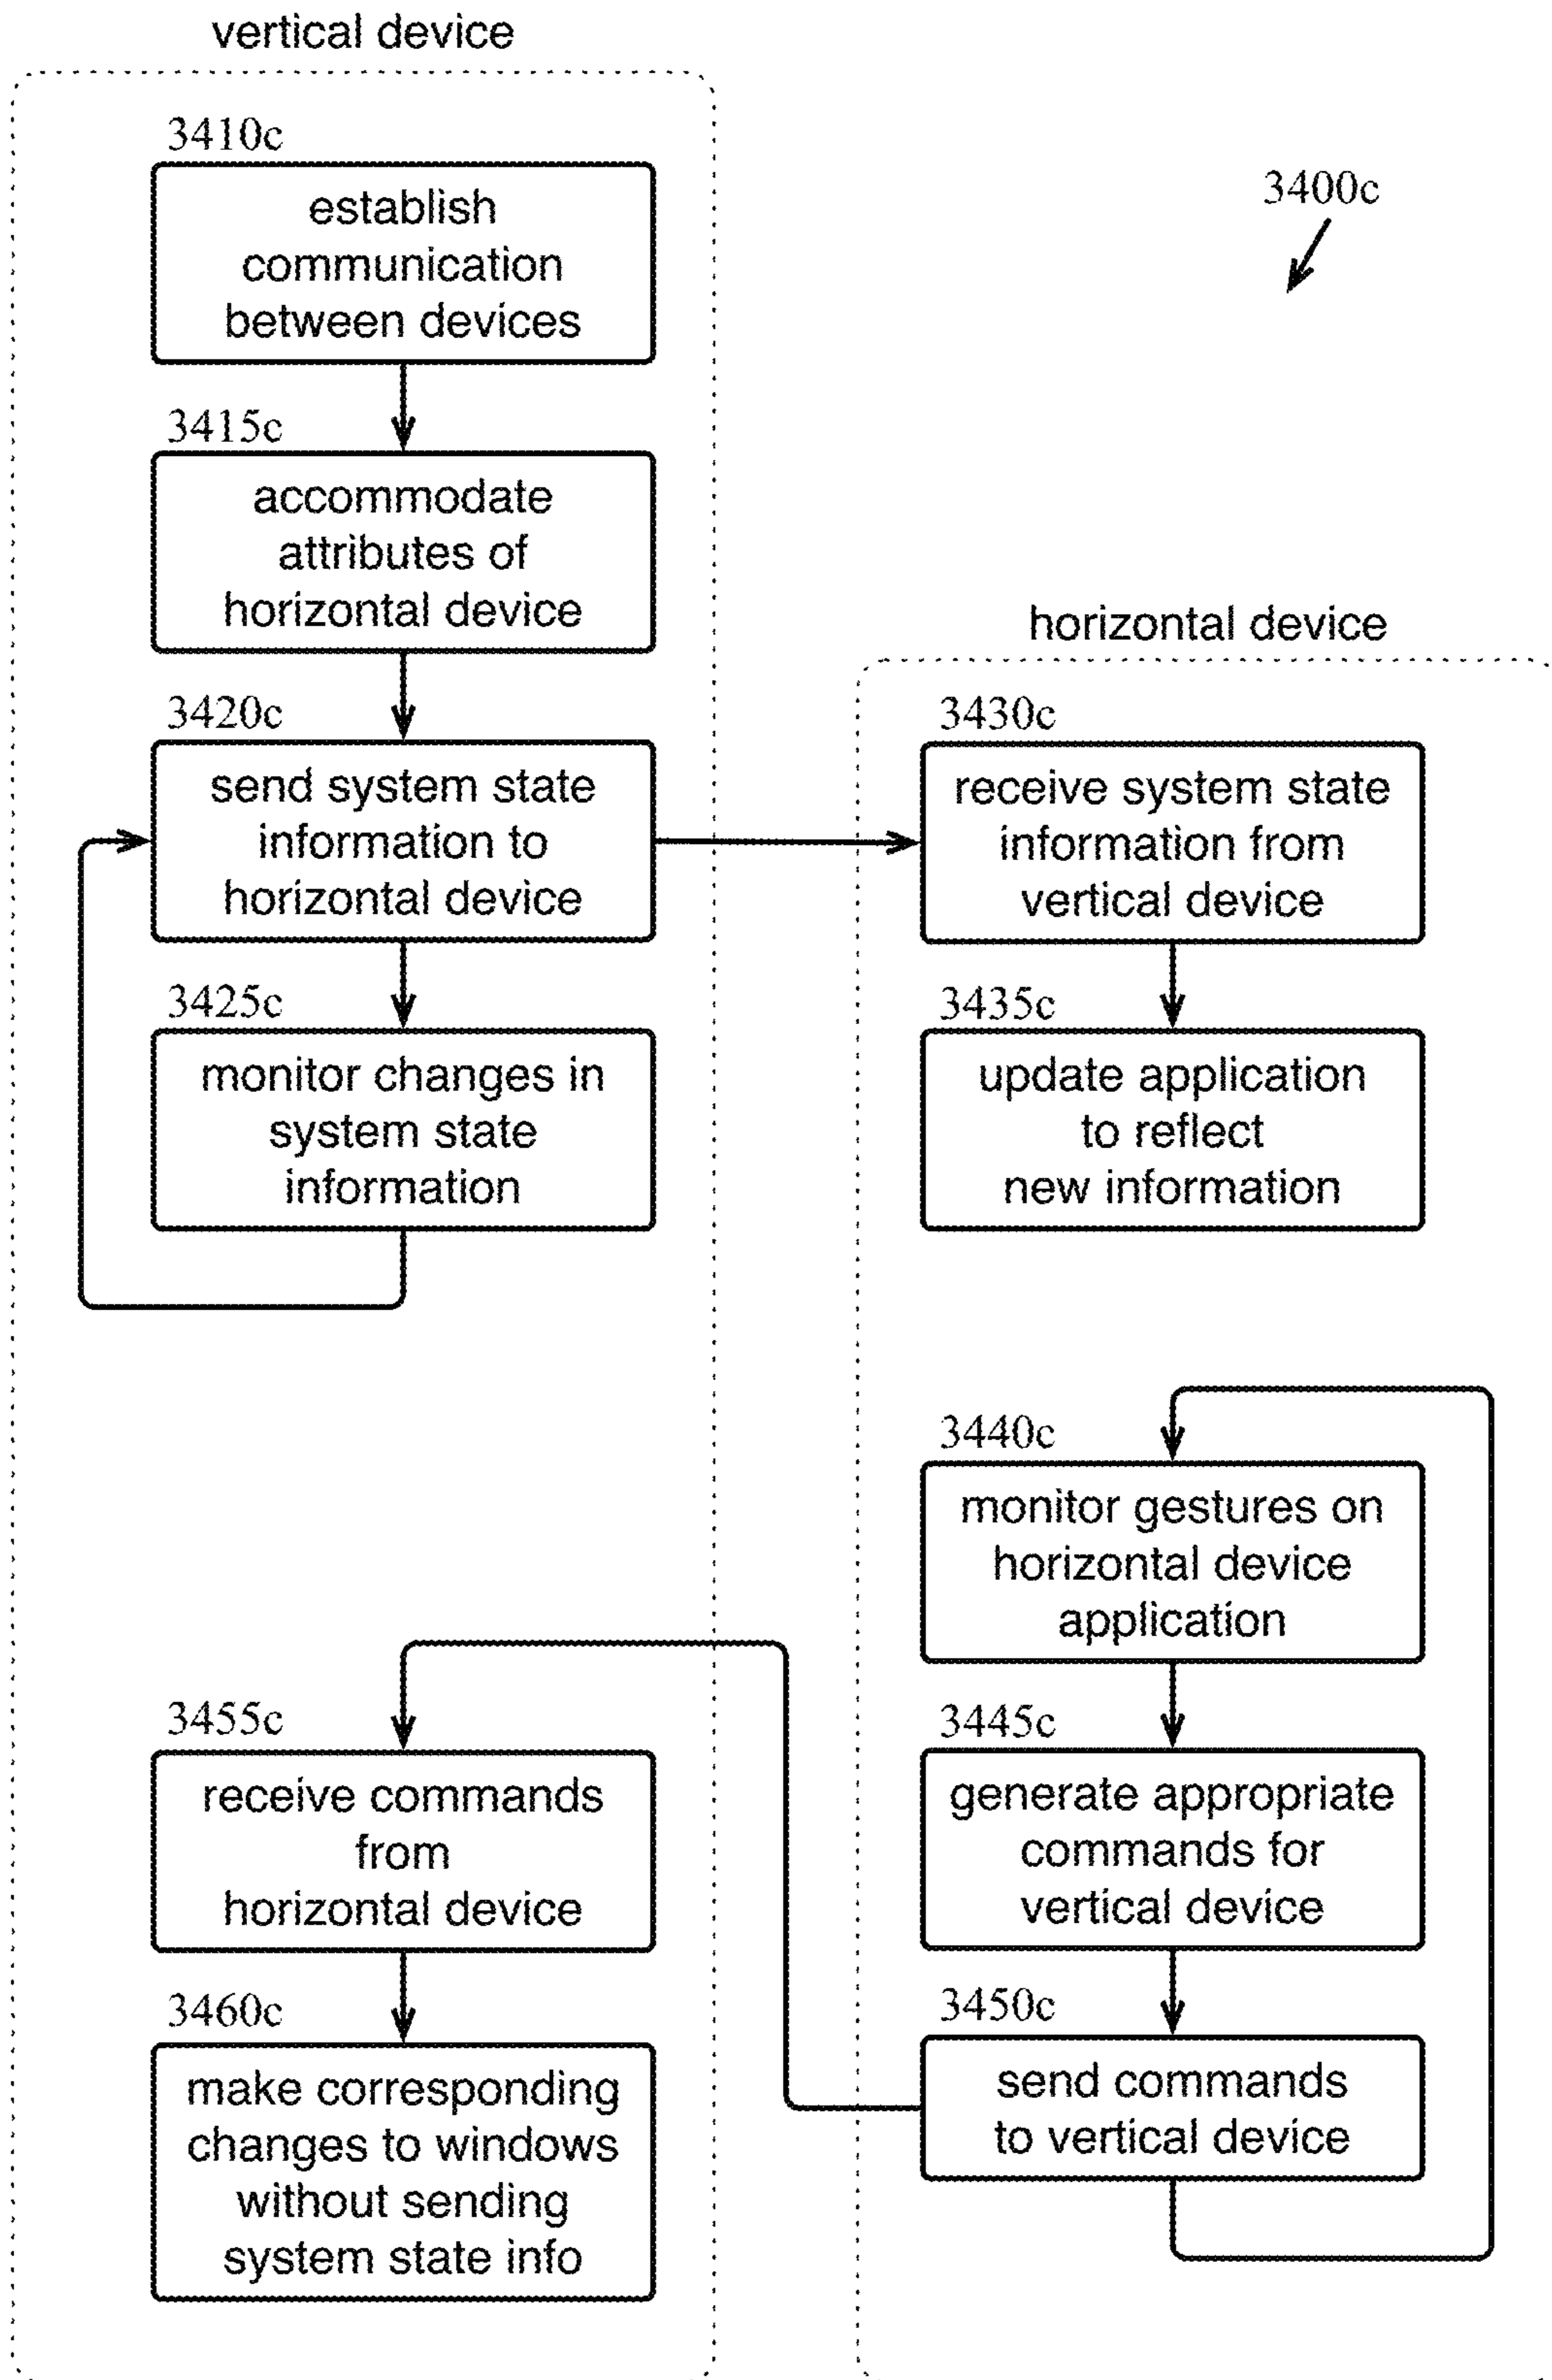 vertical device
3410c
establish
communication
between devices
3400c
3415c
accommodate
attributes of
horizontal device
horizontal device
3420c
send system state
information to
horizontal device
3430c
receive system state
information from
vertical device
3425c
monitor changes in
system state
information
3435c
update application
to reflect
new information
3440c
monitor gestures on
horizontal device
application
3445c
generate appropriate
commands for
vertical device
3450c
send commands
to vertical device
3455c
receive commands
from
horizontal device
3460c
make corresponding
changes to windows
without sending
system state info